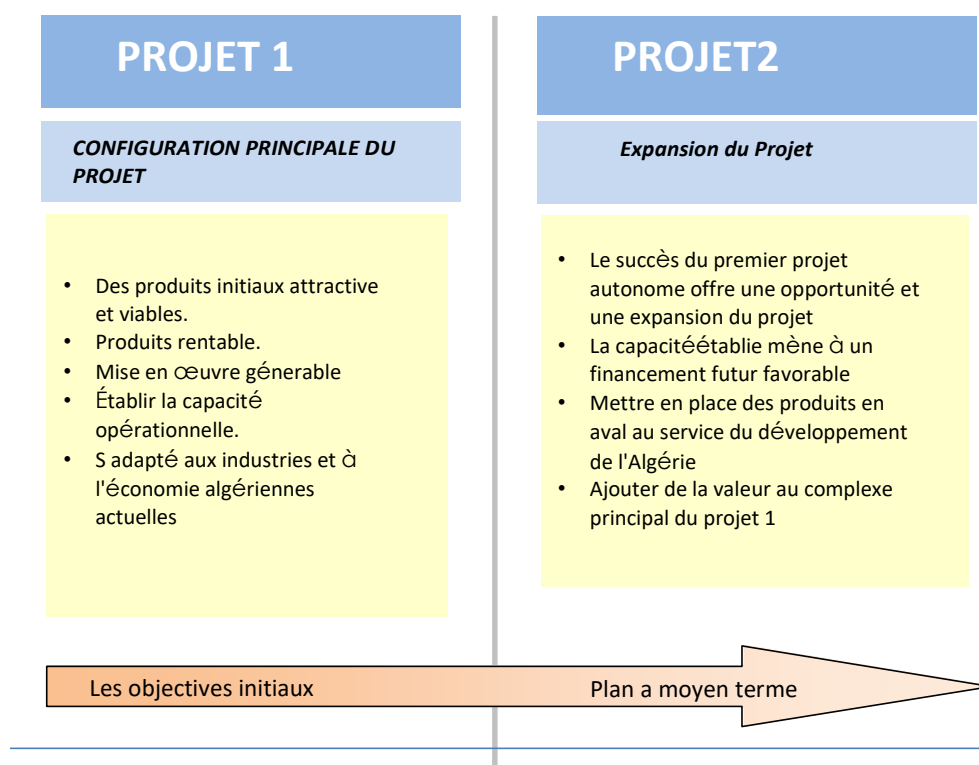 PROJET 1
CONFIGURATION PRINCIPALE DU
PROJET
• Des produits initiaux attractive
et viables.
• Produits rentable.
• Mise en œuvre génerable
• Établir la capacité
opérationnelle.
• S adapté aux industries et à
l'économie algériennes
actuelles
PROJET2
Expansion du Projet
• Le succès du premier projet
autonome offre une opportunité et
une expansion du projet
• La capacitéétablie mène à un
financement futur favorable
• Mettre en place des produits en
aval au service du développement
de l'Algérie
• Ajouter de la valeur au complexe
principal du projet 1
Les objectives initiaux
Plan a moyen terme